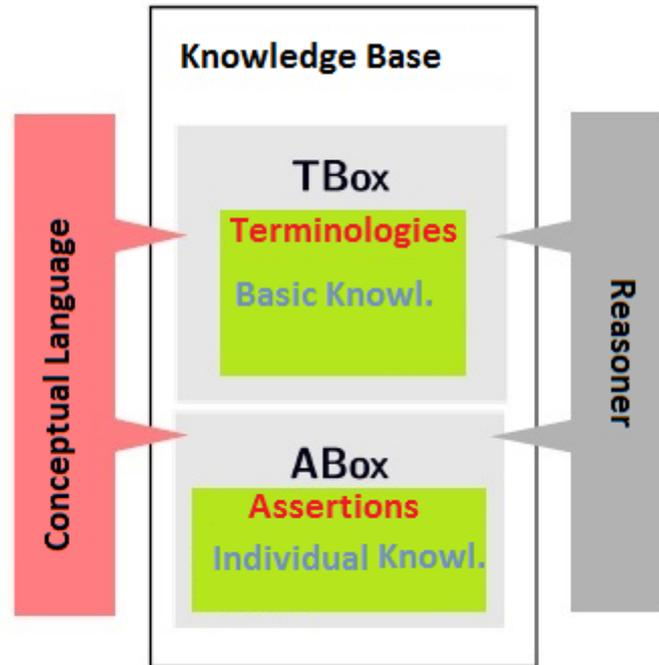 Knowledge Base
TBox
Terminologies
Basic Knowl.
ABox
Assertions
Individual Knowl.
Conceptual Language
Reasoner